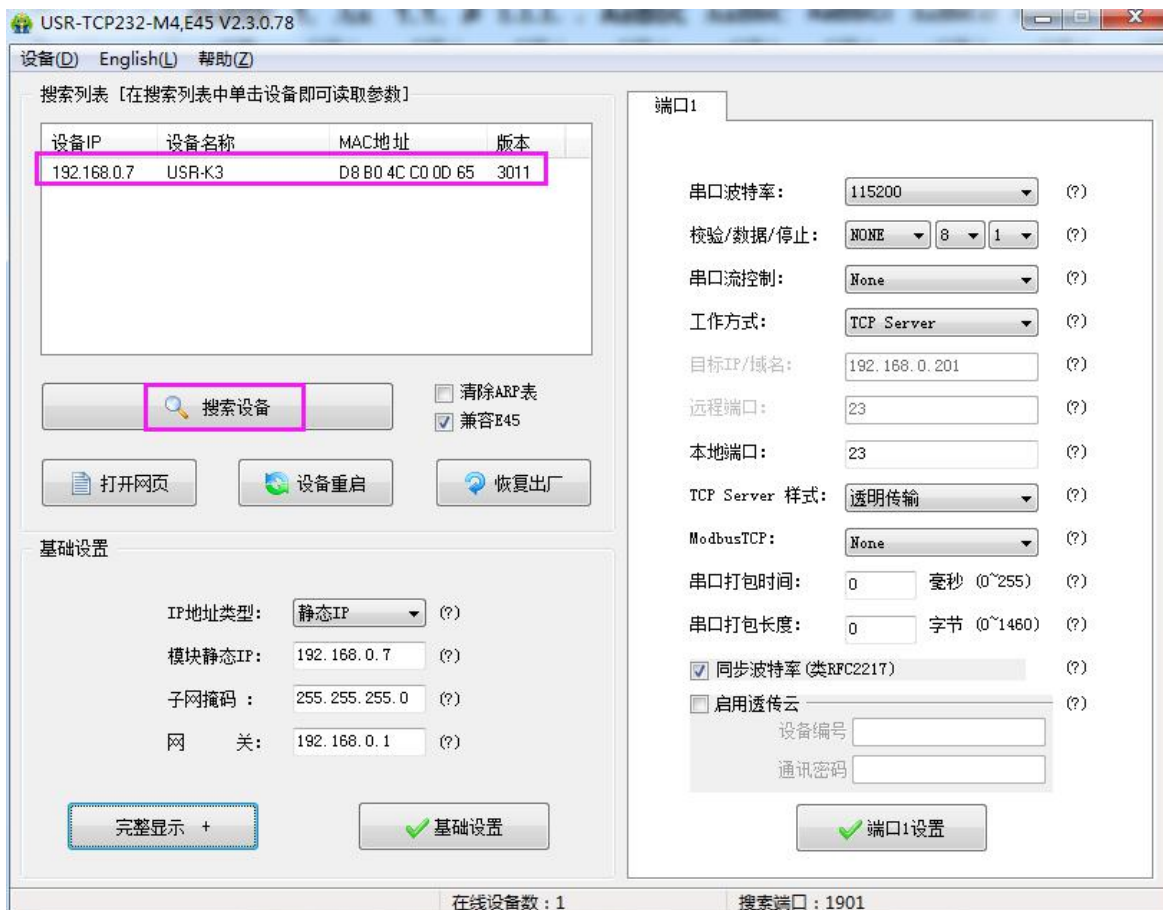 USR-TCP232-M4,E45 V2.3.0.78
设备(D) English(L) 帮助(Z)
搜索列表 [在搜索列表中单击设备即可读取参数]
设备IP 设备名称 MAC地址 版本
192.168.0.7 USR-K3 D8 B0 4C C0 0D 65 3011
搜索设备
清除ARP表
兼容E45
打开网页 设备重启 恢复出厂
基础设置
IP地址类型: 静态IP (?)
模块静态IP: 192.168.0.7 (?)
子网掩码 : 255.255.255.0 (?)
网 关: 192.168.0.1 (?)
完整显示 + 基础设置
端口1
串口波特率: 115200 (?)
校验/数据/停止: NONE 8 1 (?)
串口流控制: None (?)
工作方式: TCP Server (?)
目标IP/域名: 192.168.0.201 (?)
远程端口: 23 (?)
本地端口: 23 (?)
TCP Server 样式: 透明传输 (?)
ModbusTCP: None (?)
串口打包时间: 0 毫秒 (0~255) (?)
串口打包长度: 0 字节 (0~1460) (?)
同步波特率(类RFC2217) (?)
启用透传云 (?)
设备编号
通讯密码
端口1设置
在线设备数：1 搜索端口：1901